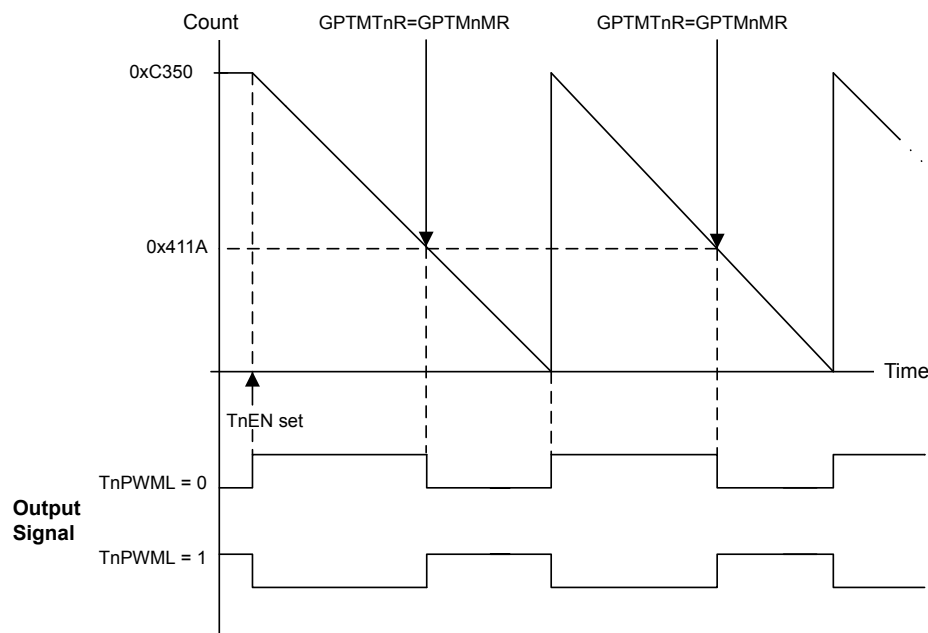 Count
GPTMTnR=GPTMnMR
GPTMTnR=GPTMnMR
0xC350
0x411A
Time
TnEN set
TnPWML = 0
Output
Signal
TnPWML = 1